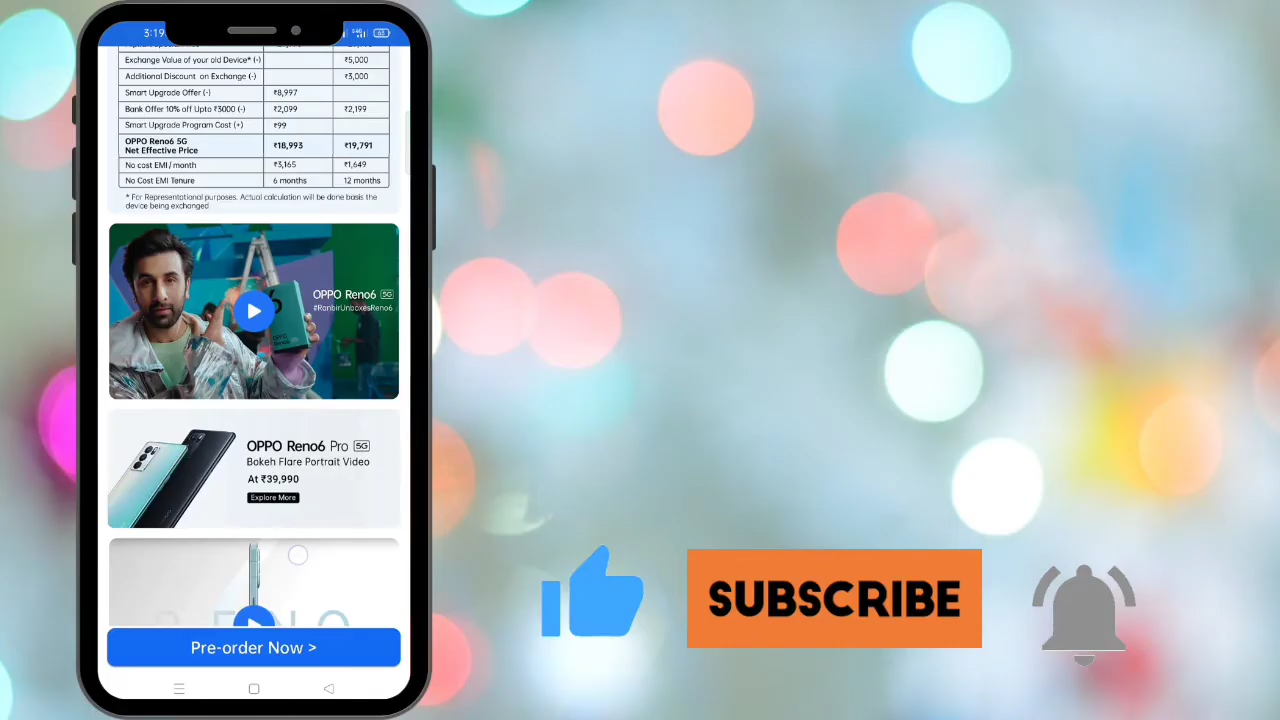 3:19
Exchange Value of your old Device* (-) ₹5,000
Additional Discount on Exchange (-) ₹3,000
Smart Upgrade Offer (-) ₹8,997
Bank Offer 10% off Upto ₹3000 (-) ₹2,099 ₹2,199
Smart Upgrade Program Cost (+) ₹99
OPPO Reno6 5G
Net Effective Price ₹18,993 ₹19,791
No cost EMI / month ₹3,165 ₹1,649
No Cost EMI Tenure 6 months 12 months
* For Representational purposes. Actual calculation will be done basis the
device being exchanged
OPPO Reno6 5G
#RanbirUnboxesReno6
OPPO Reno6 Pro 5G
Bokeh Flare Portrait Video
At ₹39,990
Explore More
RENO
Pre-order Now >
SUBSCRIBE